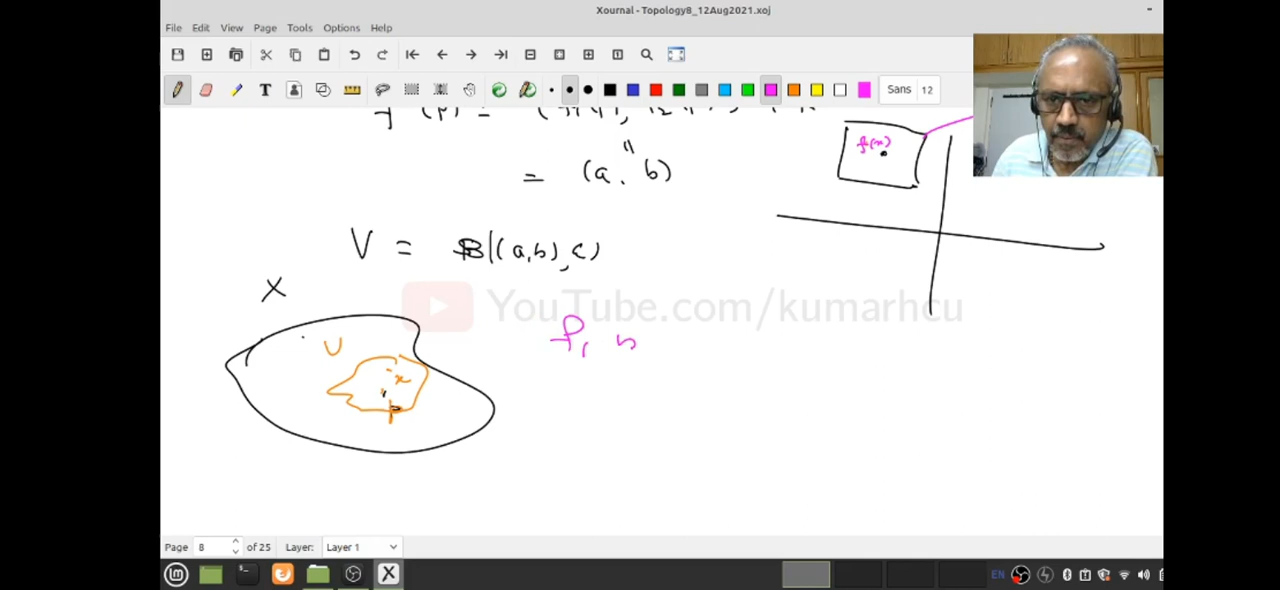 Xournal - Topology8_12Aug2021.xoj
File Edit View Page Tools Options Help
Sans 12
f(x)
= (a, b)
V = B((a,b), ε)
X
YouTube.com/kumarhcu
U
x
p
Page 8 of 25 Layer: Layer 1
EN